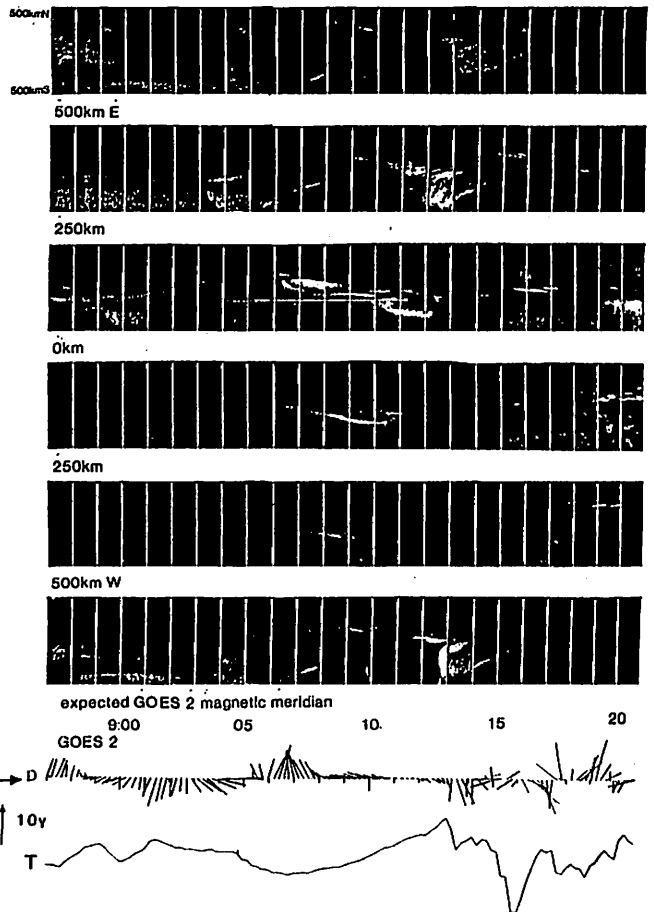 500kmN
500kmS
500km E
250km
0km
250km
500km W
expected GOES 2 magnetic meridian
9:00 05 10. 15 20
GOES 2
D
10γ
T